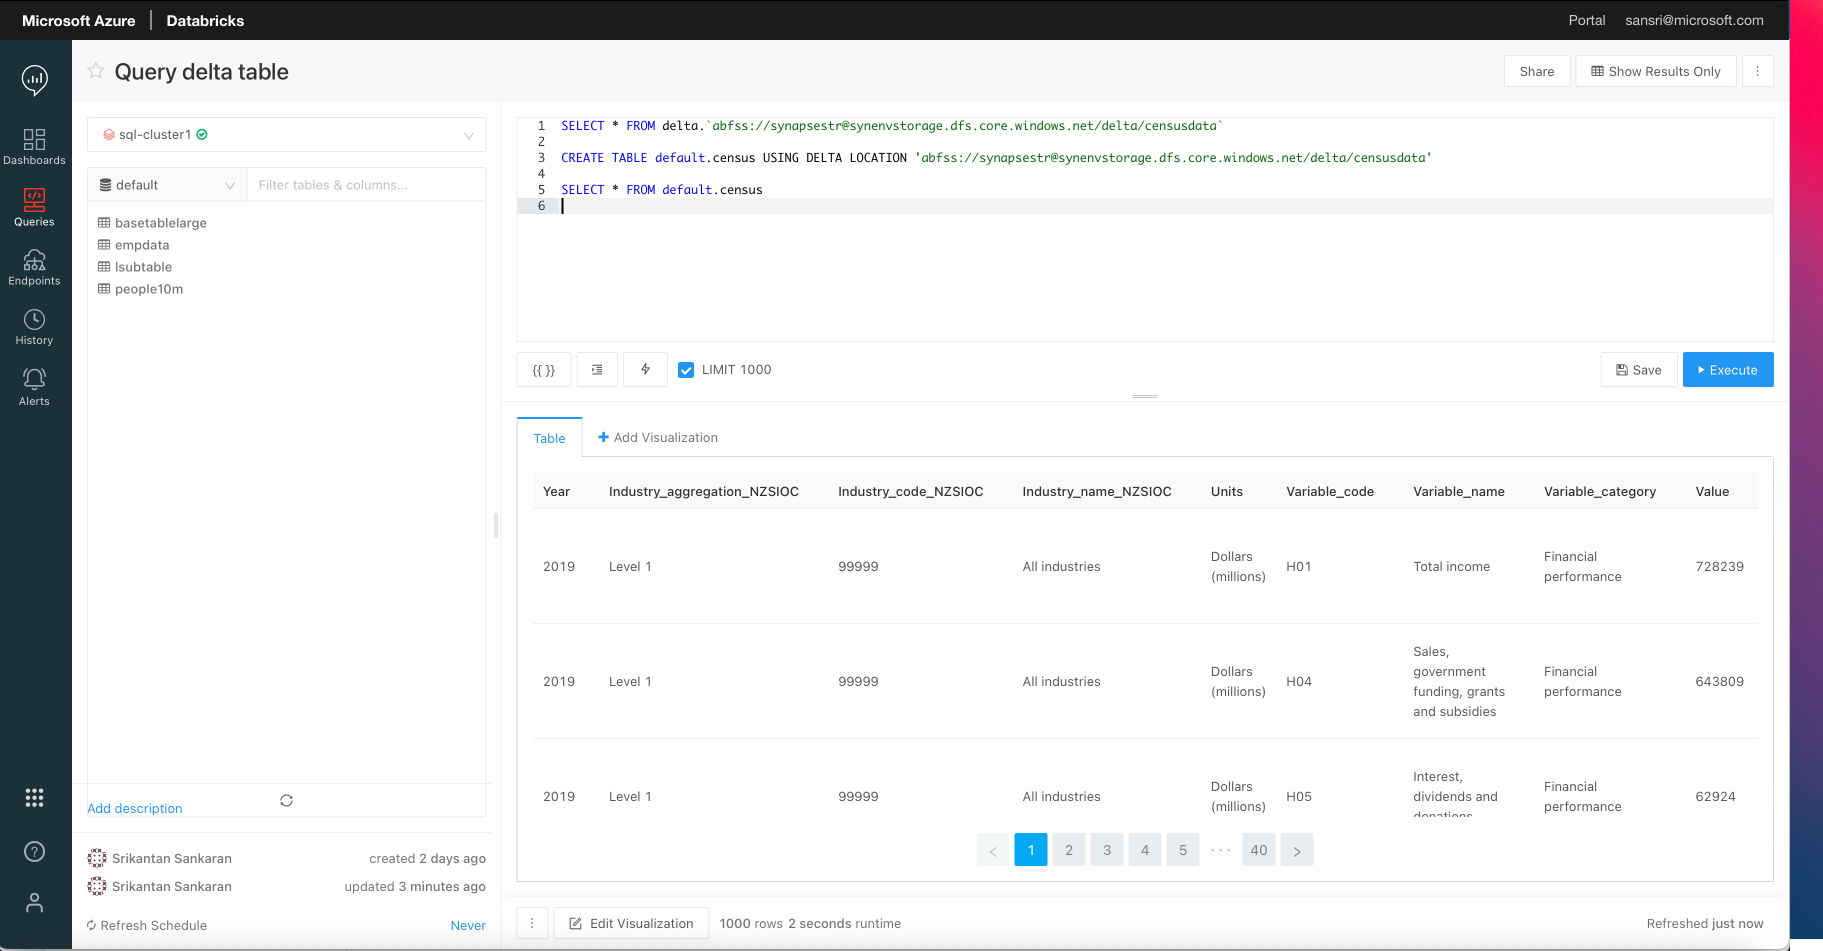 Microsoft Azure | Databricks
Portal sansri@microsoft.com
Query delta table
Share Show Results Only
Dashboards
Queries
Endpoints
History
Alerts
sql-cluster1
default Filter tables & columns...
basetablelarge
empdata
lsubtable
people10m
Add description
Srikantan Sankaran created 2 days ago
Srikantan Sankaran updated 3 minutes ago
Refresh Schedule Never
1 SELECT * FROM delta.`abfss://synapsestr@synenvstorage.dfs.core.windows.net/delta/censusdata`
2
3 CREATE TABLE default.census USING DELTA LOCATION 'abfss://synapsestr@synenvstorage.dfs.core.windows.net/delta/censusdata'
4
5 SELECT * FROM default.census
6
{{ }} LIMIT 1000 Save Execute
Table + Add Visualization
Year Industry_aggregation_NZSIOC Industry_code_NZSIOC Industry_name_NZSIOC Units Variable_code Variable_name Variable_category Value
2019 Level 1 99999 All industries Dollars (millions) H01 Total income Financial performance 728239
2019 Level 1 99999 All industries Dollars (millions) H04 Sales, government funding, grants and subsidies Financial performance 643809
2019 Level 1 99999 All industries Dollars (millions) H05 Interest, dividends and donations Financial performance 62924
< 1 2 3 4 5 ••• 40 >
Edit Visualization 1000 rows 2 seconds runtime Refreshed just now